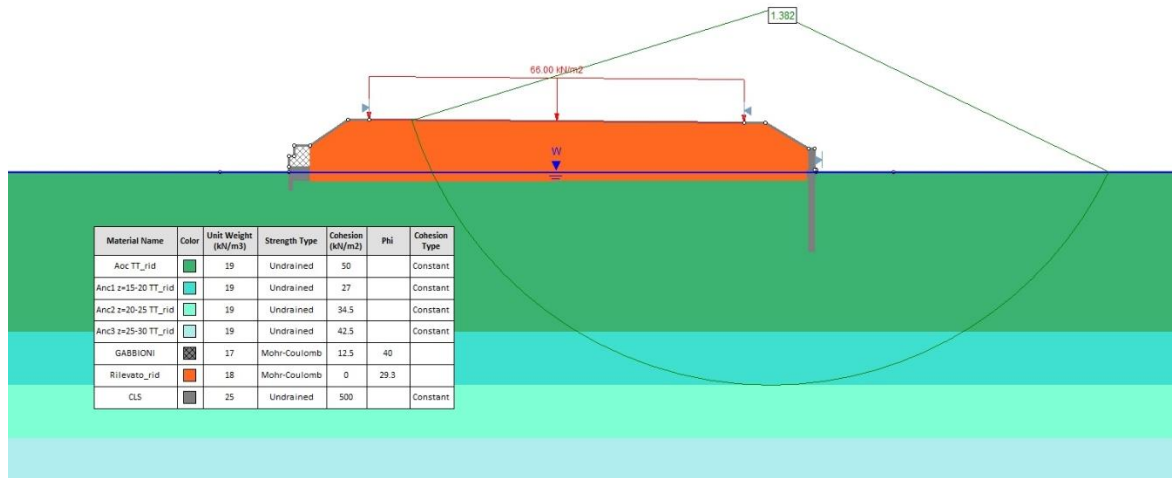 1.382
66.00 kN/m2
W
Material Name Color Unit Weight (kN/m3) Strength Type Cohesion (kN/m2) Phi Cohesion Type
Aoc TT_rid 19 Undrained 50 Constant
Anc1 z=15-20 TT_rid 19 Undrained 27 Constant
Anc2 z=20-25 TT_rid 19 Undrained 34.5 Constant
Anc3 z=25-30 TT_rid 19 Undrained 42.5 Constant
GABBIONI 17 Mohr-Coulomb 12.5 40
Rilevato_rid 18 Mohr-Coulomb 0 29.3
CLS 25 Undrained 500 Constant